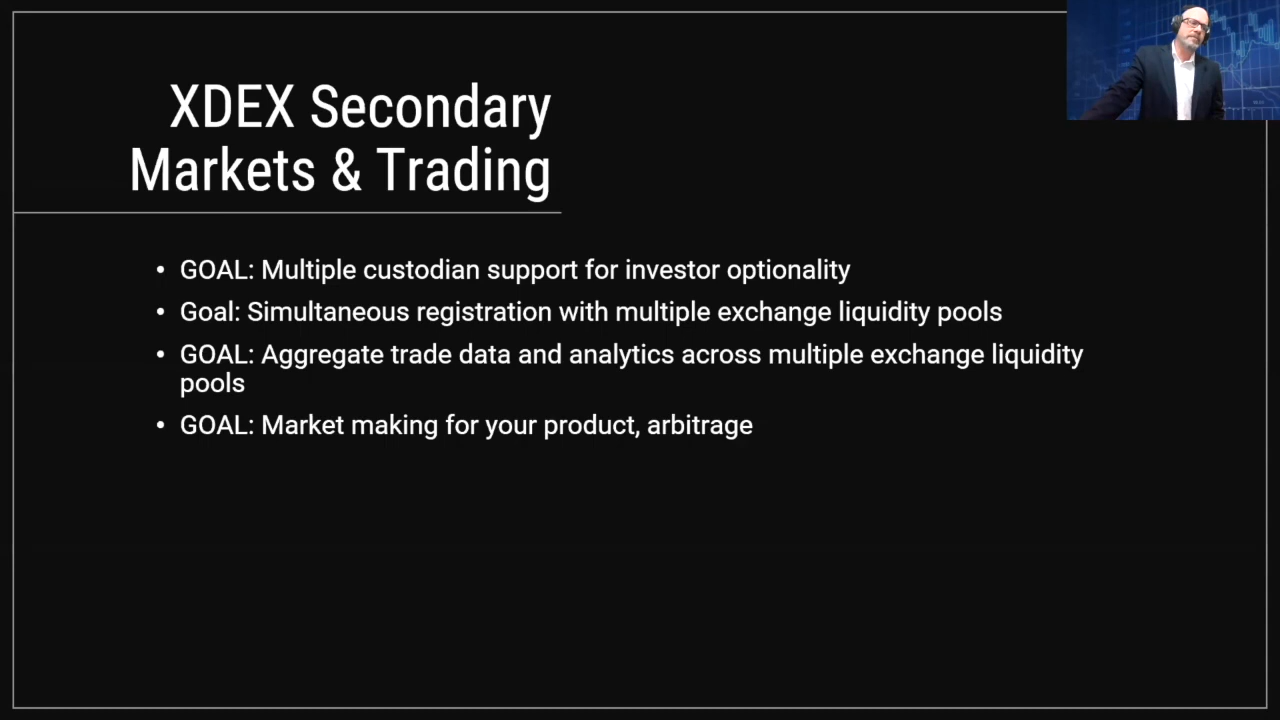 XDEX Secondary
Markets & Trading
• GOAL: Multiple custodian support for investor optionality
• Goal: Simultaneous registration with multiple exchange liquidity pools
• GOAL: Aggregate trade data and analytics across multiple exchange liquidity
pools
• GOAL: Market making for your product, arbitrage